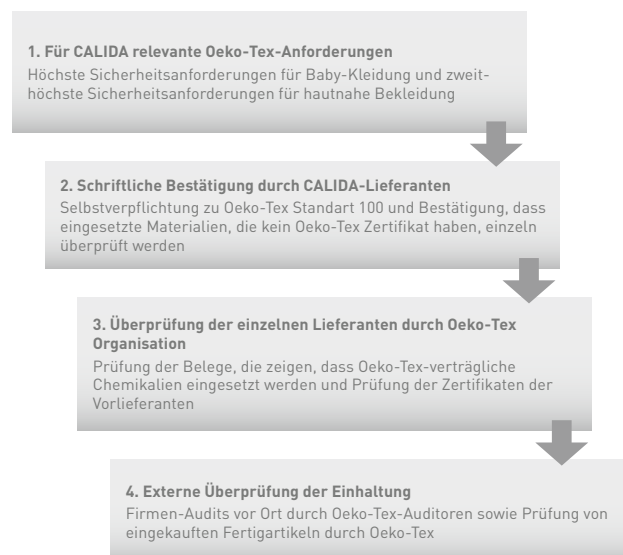 1. Für CALIDA relevante Oeko-Tex-Anforderungen
Höchste Sicherheitsanforderungen für Baby-Kleidung und zweit-
höchste Sicherheitsanforderungen für hautnahe Bekleidung
2. Schriftliche Bestätigung durch CALIDA-Lieferanten
Selbstverpflichtung zu Oeko-Tex Standart 100 und Bestätigung, dass
eingesetzte Materialien, die kein Oeko-Tex Zertifikat haben, einzeln
überprüft werden
3. Überprüfung der einzelnen Lieferanten durch Oeko-Tex
Organisation
Prüfung der Belege, die zeigen, dass Oeko-Tex-verträgliche
Chemikalien eingesetzt werden und Prüfung der Zertifikaten der
Vorlieferanten
4. Externe Überprüfung der Einhaltung
Firmen-Audits vor Ort durch Oeko-Tex-Auditoren sowie Prüfung von
eingekauften Fertigartikeln durch Oeko-Tex